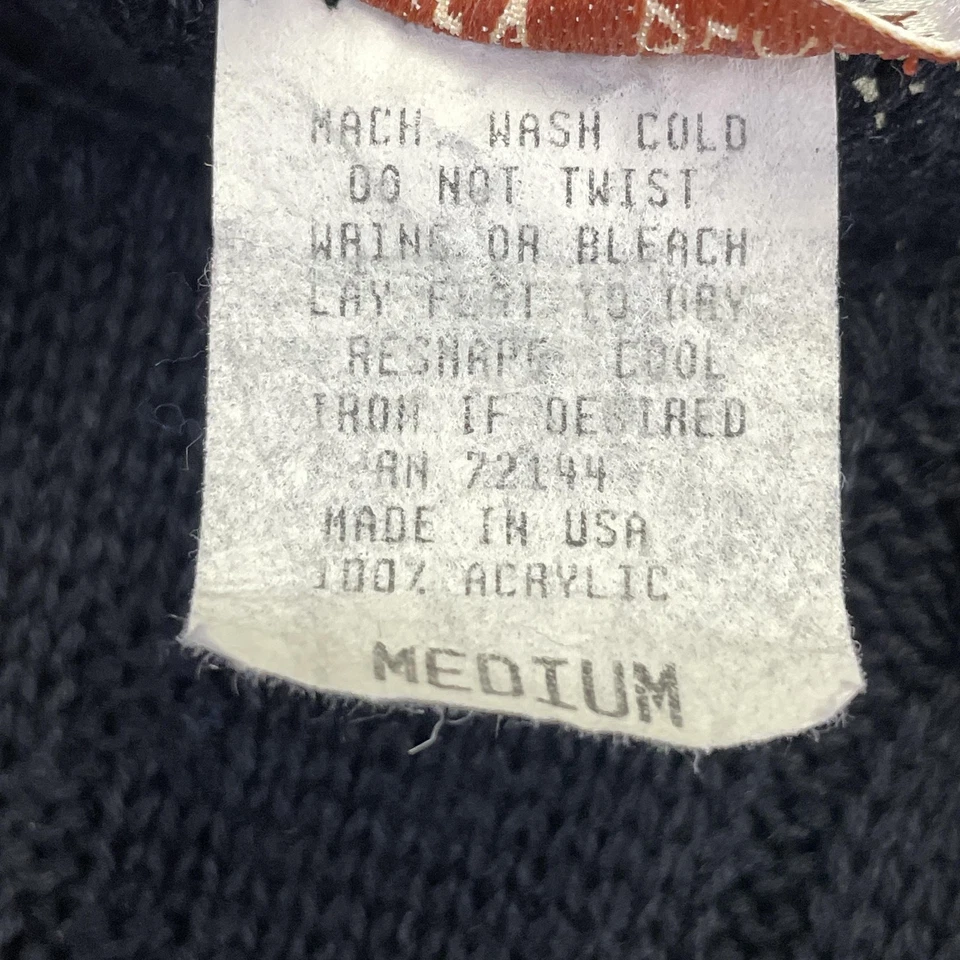 MACH. WASH COLD
DO NOT TWIST
WRING OR BLEACH
LAY FLAT TO DRY
RESHAPE COOL
IRON IF DESIRED
RN 72144
MADE IN USA
100% ACRYLIC
MEDIUM